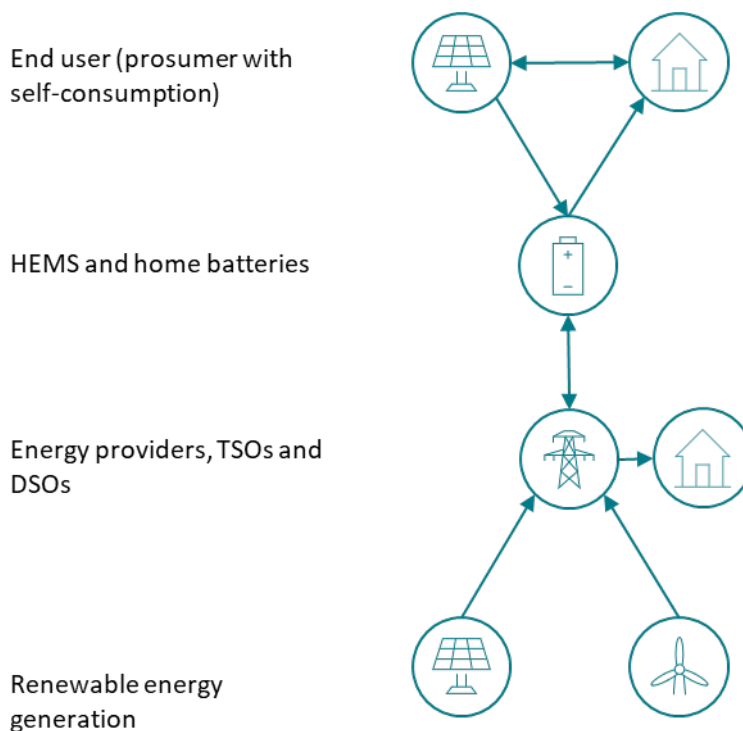 End user (prosumer with
self-consumption)
HEMS and home batteries
Energy providers, TSOs and
DSOs
Renewable energy
generation